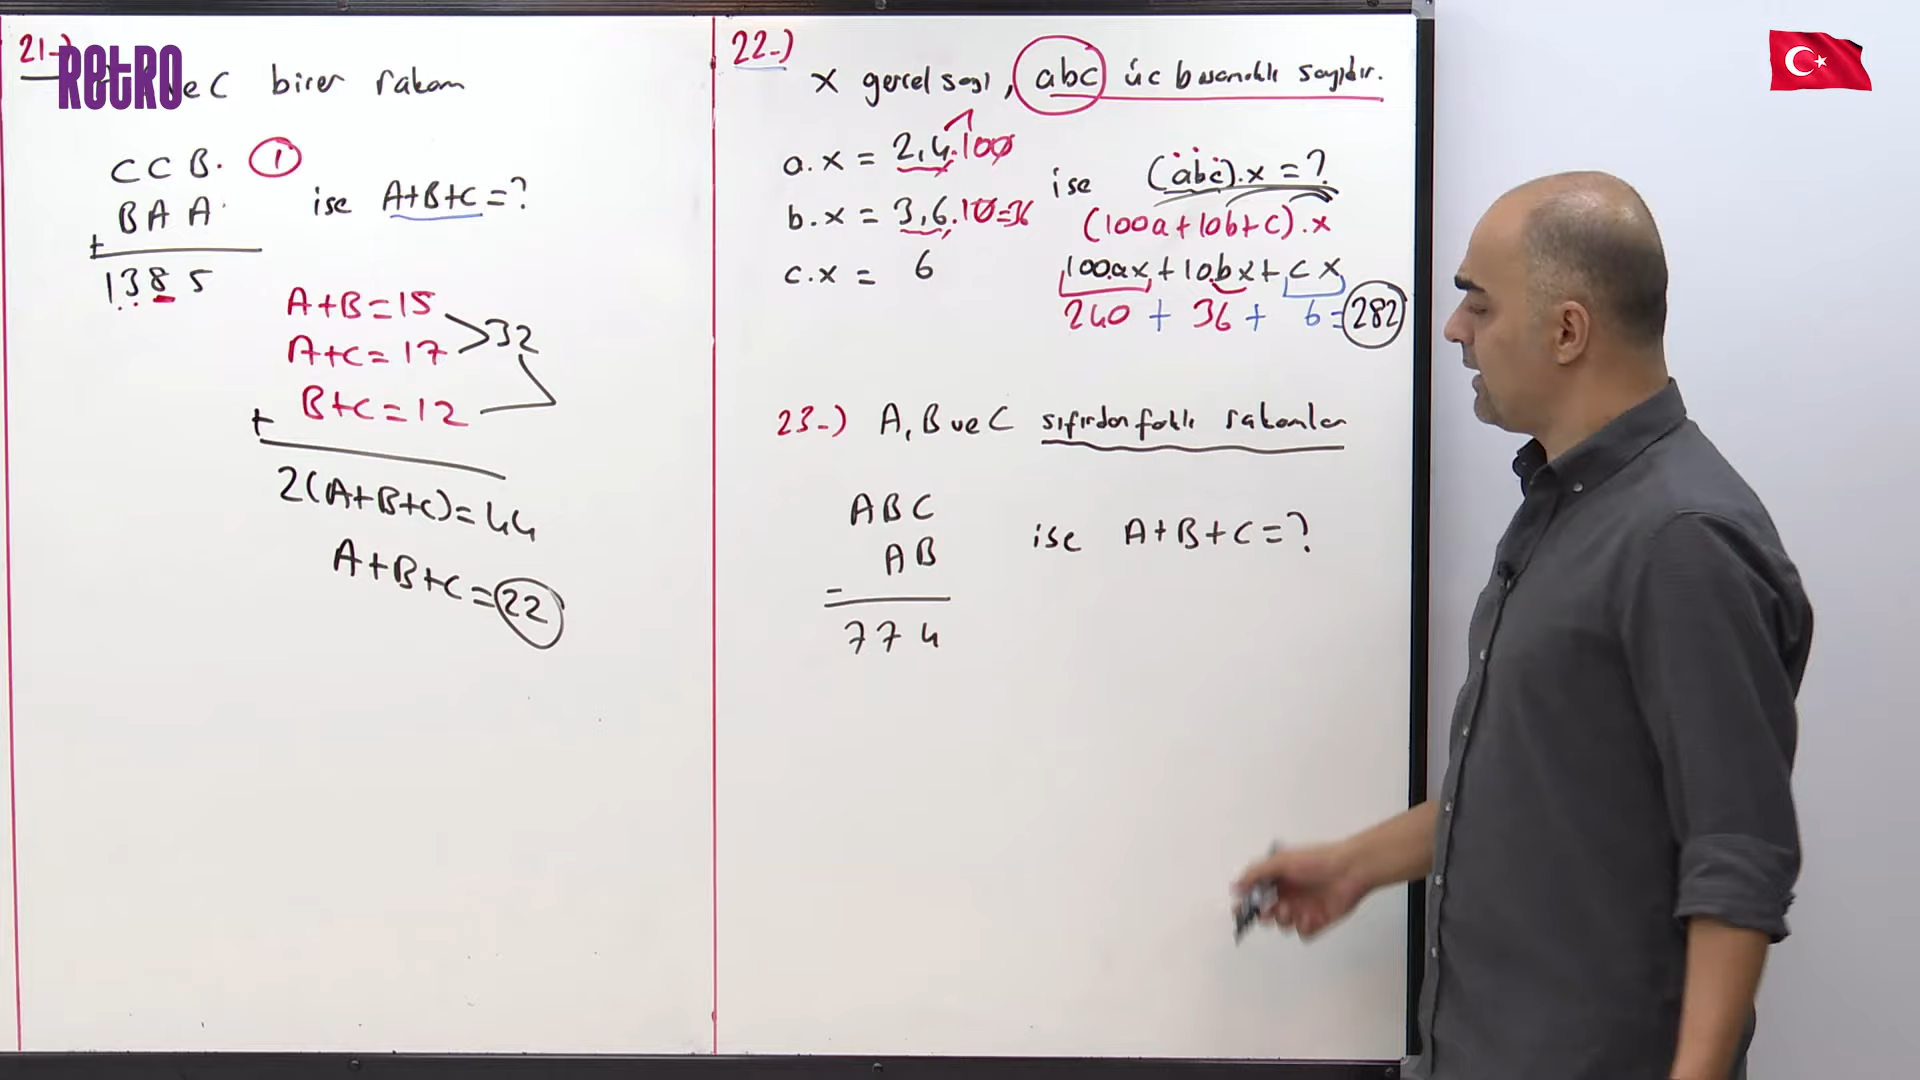 21-)
RETRO
ve C birer rakam
C C B. 1
B A A
+
1385
ise A+B+C=?
A+B=15
A+C=17 >32
B+C=12
+
2(A+B+C)=44
A+B+C=22
22-)
x gerçel sayı, abc üç basamaklı sayıdır.
a.x = 2,4.100
b.x = 3,6.10=36
c.x = 6
ise (abc).x=?
(100a+10b+c).x
100ax+10bx+cx
240 + 36 + 6=282
23-) A, B ve C sıfırdan farklı rakamlar
ABC
AB
-
774
ise A+B+C=?